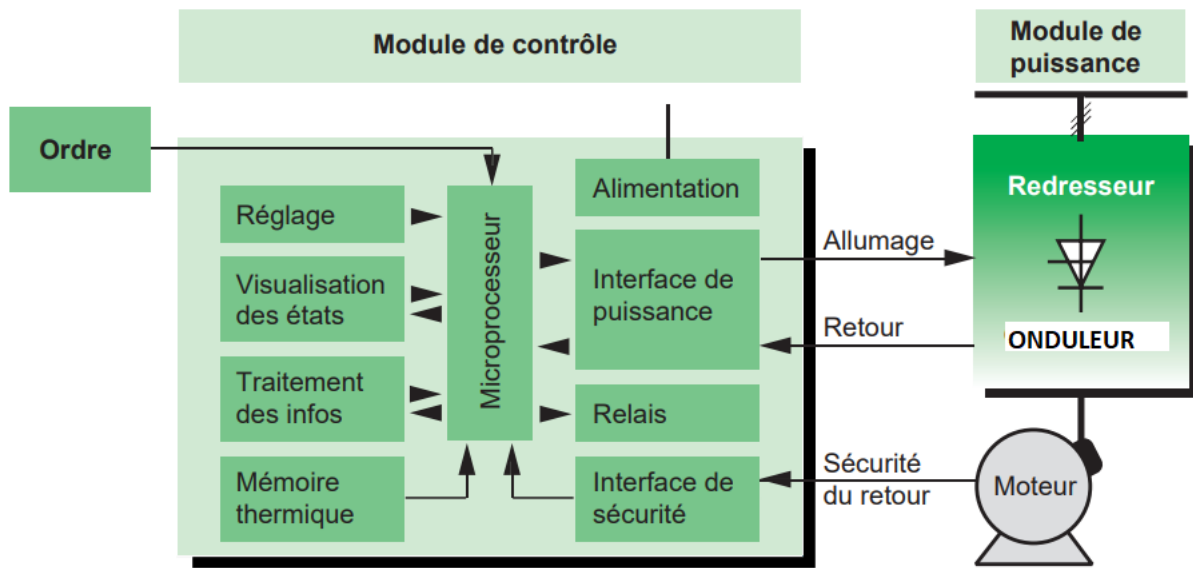 Module de contrôle
Module de
puissance
Ordre
Réglage
Visualisation
des états
Traitement
des infos
Mémoire
thermique
Microprocesseur
Alimentation
Interface de
puissance
Relais
Interface de
sécurité
Allumage
Retour
Sécurité
du retour
Redresseur
ONDULEUR
Moteur